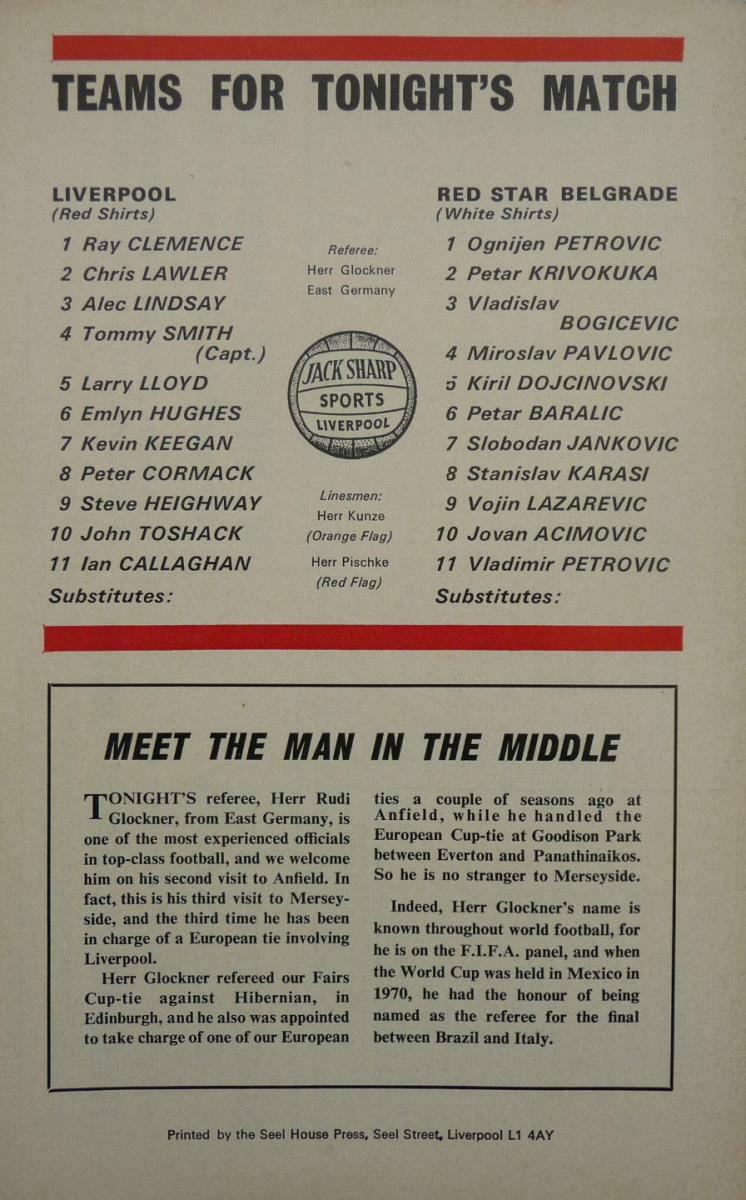 TEAMS FOR TONIGHT'S MATCH
LIVERPOOL
(Red Shirts)
1 Ray CLEMENCE
2 Chris LAWLER
3 Alec LINDSAY
4 Tommy SMITH
(Capt.)
5 Larry LLOYD
6 Emlyn HUGHES
7 Kevin KEEGAN
8 Peter CORMACK
9 Steve HEIGHWAY
10 John TOSHACK
11 Ian CALLAGHAN
Substitutes:
Referee:
Herr Glockner
East Germany
JACK SHARP
SPORTS
LIVERPOOL
Linesmen:
Herr Kunze
(Orange Flag)
Herr Pischke
(Red Flag)
RED STAR BELGRADE
(White Shirts)
1 Ognijen PETROVIC
2 Petar KRIVOKUKA
3 Vladislav
BOGICEVIC
4 Miroslav PAVLOVIC
5 Kiril DOJCINOVSKI
6 Petar BARALIC
7 Slobodan JANKOVIC
8 Stanislav KARASI
9 Vojin LAZAREVIC
10 Jovan ACIMOVIC
11 Vladimir PETROVIC
Substitutes:
MEET THE MAN IN THE MIDDLE
TONIGHT'S referee, Herr Rudi
Glockner, from East Germany, is
one of the most experienced officials
in top-class football, and we welcome
him on his second visit to Anfield. In
fact, this is his third visit to Mersey-
side, and the third time he has been
in charge of a European tie involving
Liverpool.
Herr Glockner refereed our Fairs
Cup-tie against Hibernian, in
Edinburgh, and he also was appointed
to take charge of one of our European
ties a couple of seasons ago at
Anfield, while he handled the
European Cup-tie at Goodison Park
between Everton and Panathinaikos.
So he is no stranger to Merseyside.
Indeed, Herr Glockner's name is
known throughout world football, for
he is on the F.I.F.A. panel, and when
the World Cup was held in Mexico in
1970, he had the honour of being
named as the referee for the final
between Brazil and Italy.
Printed by the Seel House Press, Seel Street, Liverpool L1 4AY